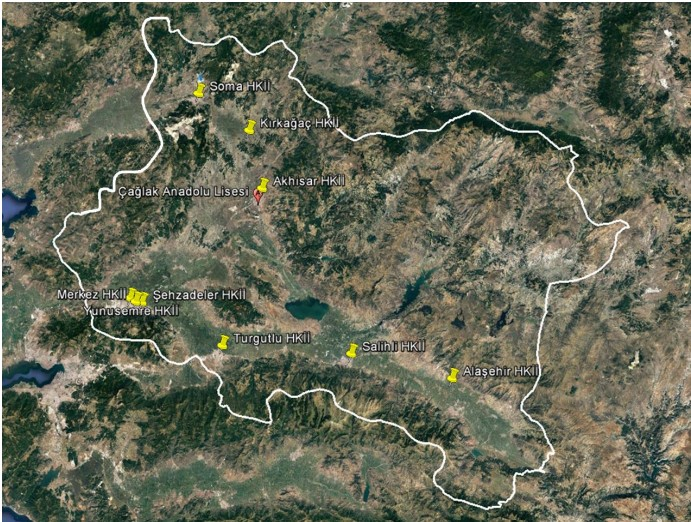 Soma HKİİ
Kırkağaç HKİİ
Akhisar HKİİ
Çağlak Anadolu Lisesi
Merkez HKİİ
Şehzadeler HKİİ
Yunusemre HKİİ
Turgutlu HKİİ
Salihli HKİİ
Alaşehir HKİİ